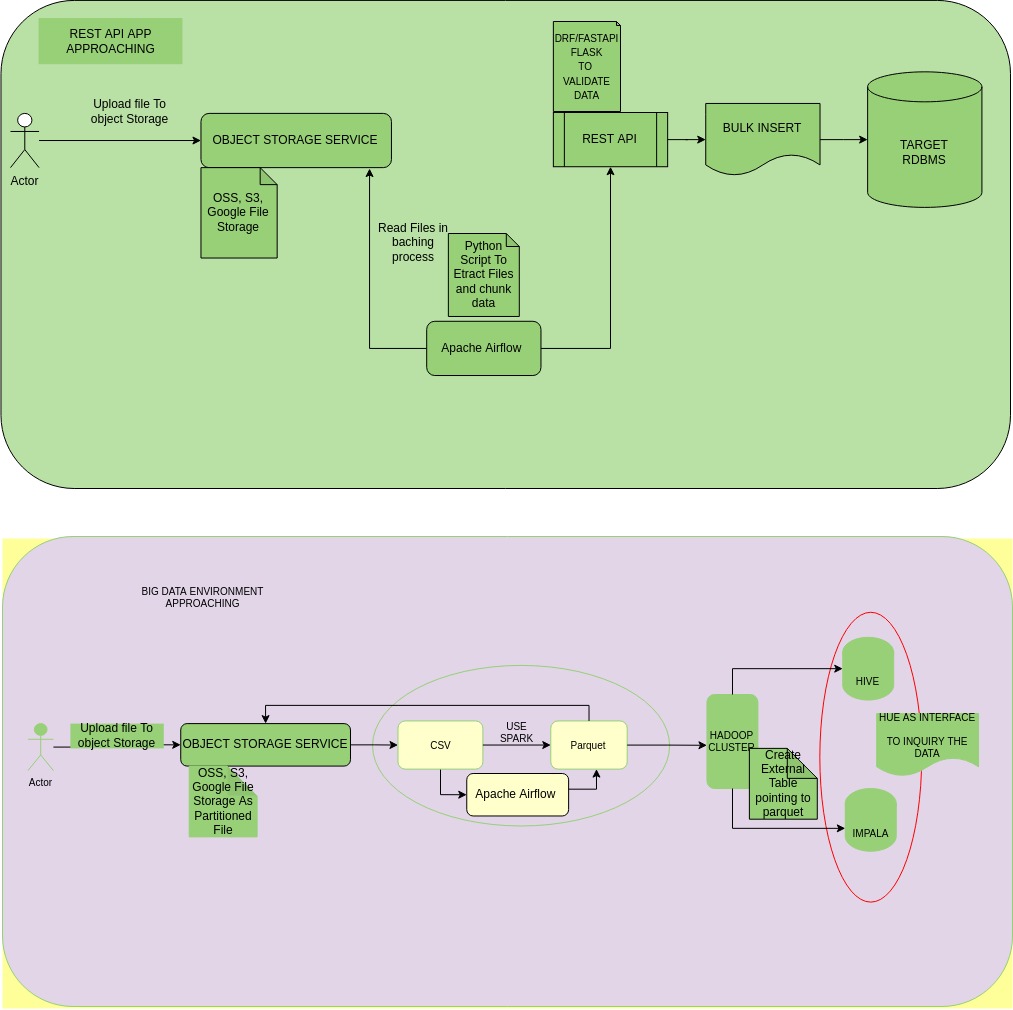 REST API APP
APPROACHING
DRF/FASTAPI
FLASK
TO
VALIDATE
DATA
Upload file To
object Storage
Actor
OBJECT STORAGE SERVICE
OSS, S3,
Google File
Storage
REST API
BULK INSERT
TARGET
RDBMS
Read Files in
baching
process
Python
Script To
Etract Files
and chunk
data
Apache Airflow
BIG DATA ENVIRONMENT
APPROACHING
Upload file To
object Storage
Actor
OBJECT STORAGE SERVICE
OSS, S3,
Google File
Storage As
Partitioned
File
CSV
USE
SPARK
Parquet
Apache Airflow
HADOOP
CLUSTER
Create
External
Table
pointing to
parquet
HIVE
HUE AS INTERFACE
TO INQUIRY THE
DATA
IMPALA